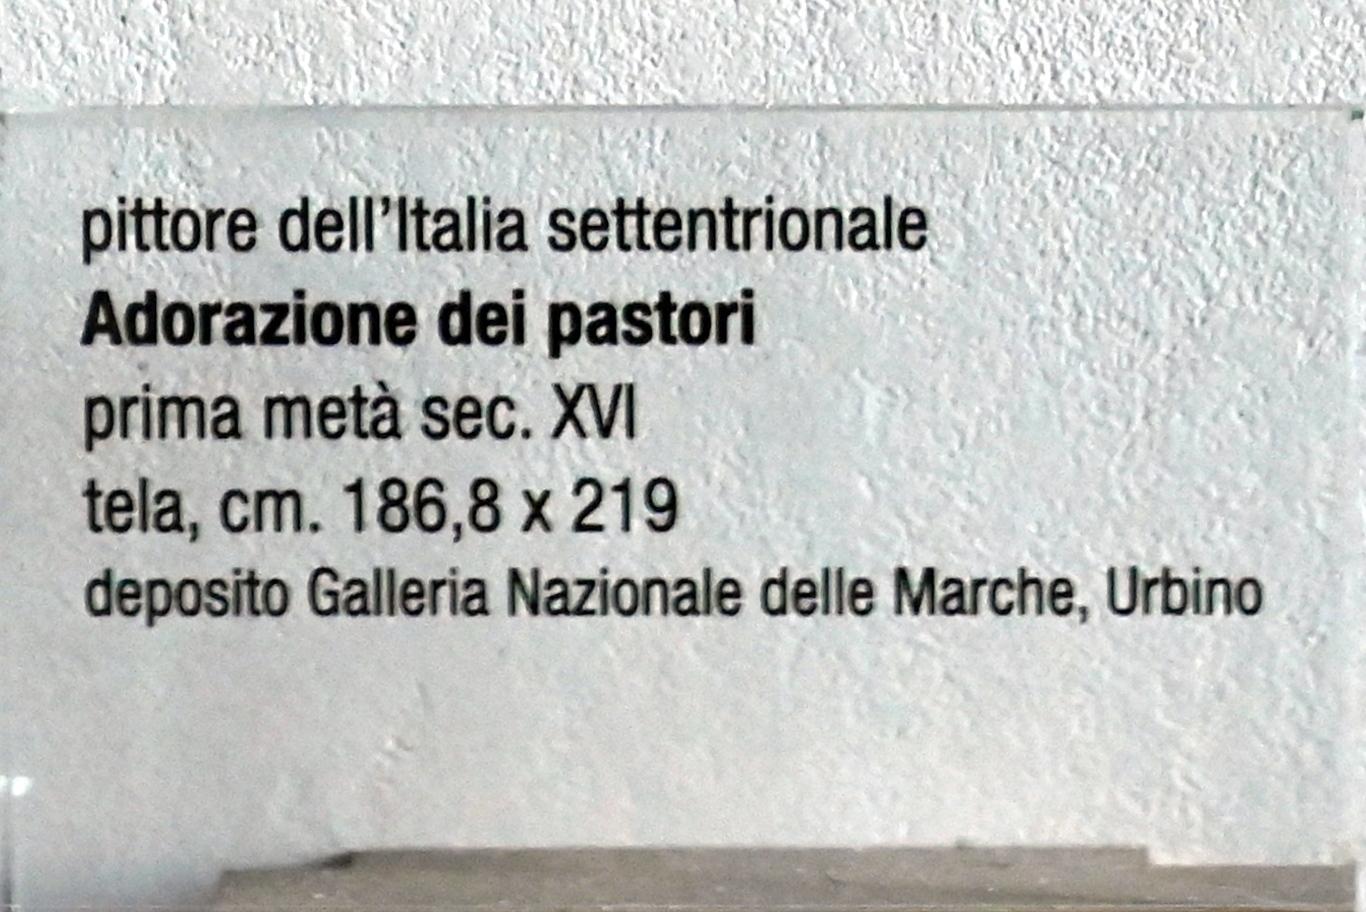 pittore dell’Italia settentrionale
Adorazione dei pastori
prima metà sec. XVI
tela, cm. 186,8 x 219
deposito Galleria Nazionale delle Marche, Urbino